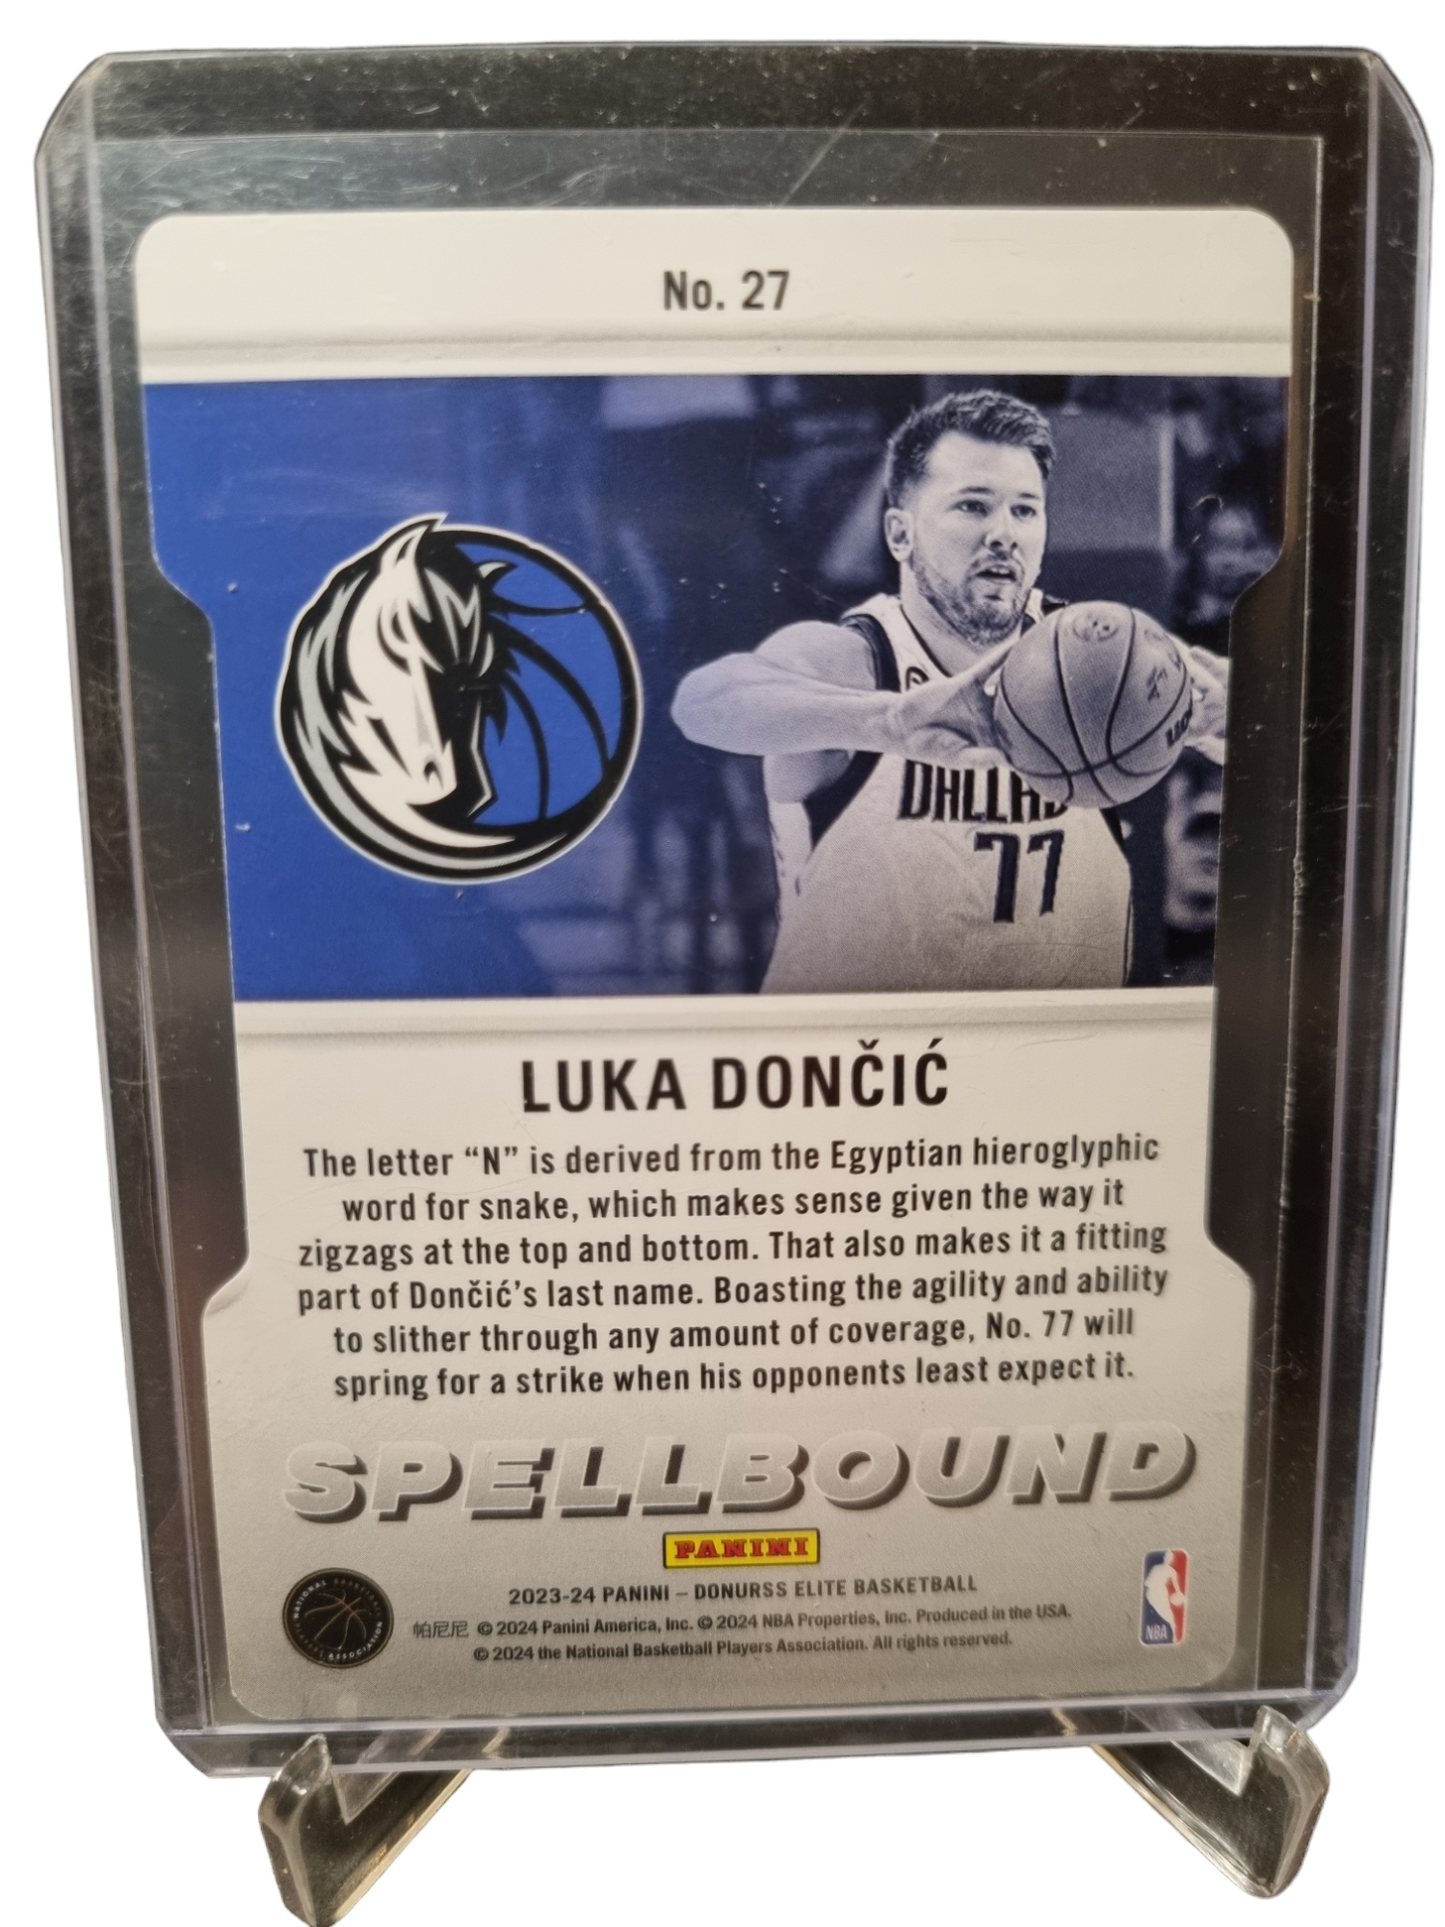 No. 27
DALLAS
77
LUKA DONČIĆ
The letter “N” is derived from the Egyptian hieroglyphic
word for snake, which makes sense given the way it
zigzags at the top and bottom. That also makes it a fitting
part of Dončić’s last name. Boasting the agility and ability
to slither through any amount of coverage, No. 77 will
spring for a strike when his opponents least expect it.
SPELLBOUND
PANINI
2023-24 PANINI – DONURSS ELITE BASKETBALL
帕尼尼 © 2024 Panini America, Inc. © 2024 NBA Properties, Inc. Produced in the USA.
© 2024 the National Basketball Players Association. All rights reserved.
NATIONAL BASKETBALL PLAYERS ASSOCIATION
NBA